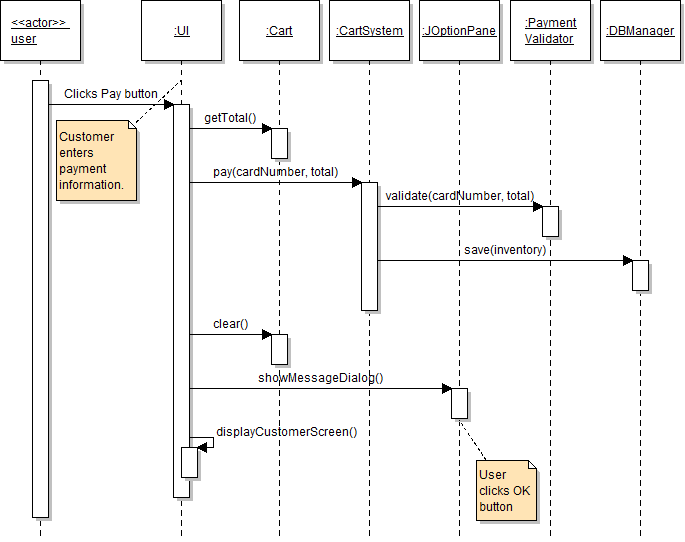 <<actor>>
user
:UI
:Cart
:CartSystem
:JOptionPane
:Payment
Validator
:DBManager
Clicks Pay button
Customer
enters
payment
information.
getTotal()
pay(cardNumber, total)
validate(cardNumber, total)
save(inventory)
clear()
showMessageDialog()
displayCustomerScreen()
User
clicks OK
button